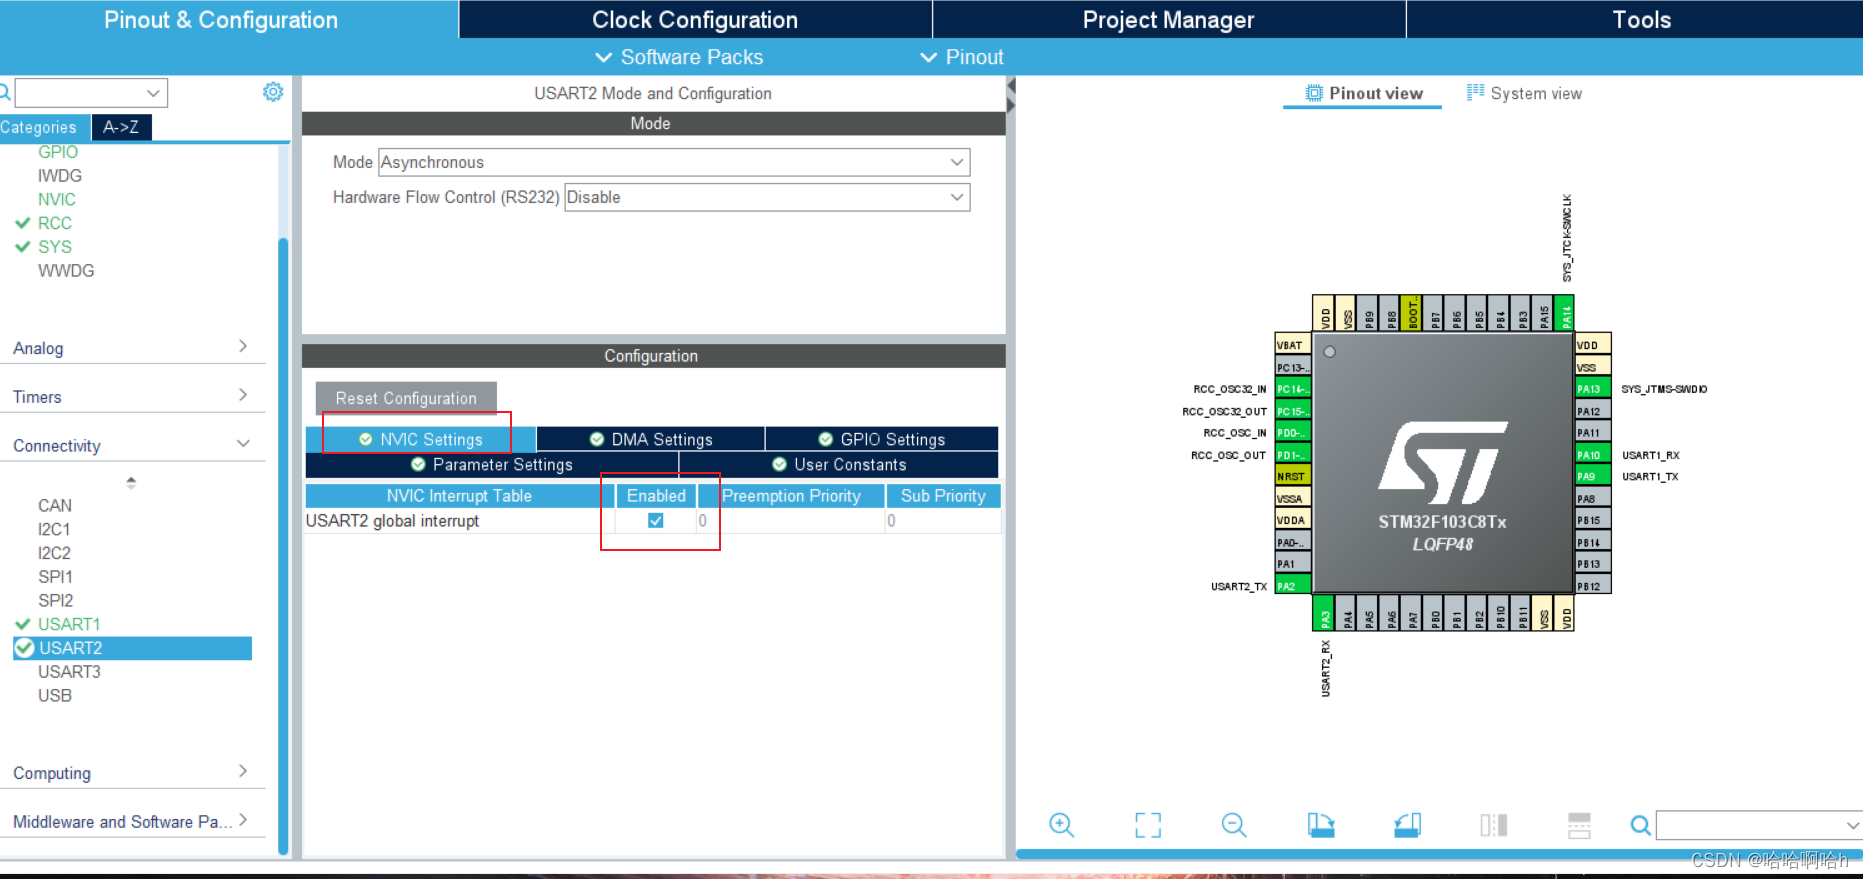 Pinout & Configuration
Clock Configuration
Project Manager
Tools
Software Packs
Pinout
Categories
A->Z
GPIO
IWDG
NVIC
RCC
SYS
WWDG
Analog
Timers
Connectivity
CAN
I2C1
I2C2
SPI1
SPI2
USART1
USART2
USART3
USB
Computing
Middleware and Software Pa...
USART2 Mode and Configuration
Mode
Mode Asynchronous
Hardware Flow Control (RS232) Disable
Configuration
Reset Configuration
NVIC Settings
DMA Settings
GPIO Settings
Parameter Settings
User Constants
NVIC Interrupt Table Enabled Preemption Priority Sub Priority
USART2 global interrupt 0 0
Pinout view
System view
SYS_JTCK-SWCLK
VDD
VSS
PB9
PB8
BOOT..
PB7
PB6
PB5
PB4
PB3
PA15
PA14
VBAT
PC13-..
RCC_OSC32_IN PC14-..
RCC_OSC32_OUT PC15-..
RCC_OSC_IN PD0-..
RCC_OSC_OUT PD1-..
NRST
VSSA
VDDA
PA0-..
PA1
USART2_TX PA2
STM32F103C8Tx
LQFP48
VDD
VSS
PA13 SYS_JTMS-SWDIO
PA12
PA11
PA10 USART1_RX
PA9 USART1_TX
PA8
PB15
PB14
PB13
PB12
PA3
PA4
PA5
PA6
PA7
PB0
PB1
PB2
PB10
PB11
VSS
VDD
USART2_RX
CSDN @哈哈啊哈h